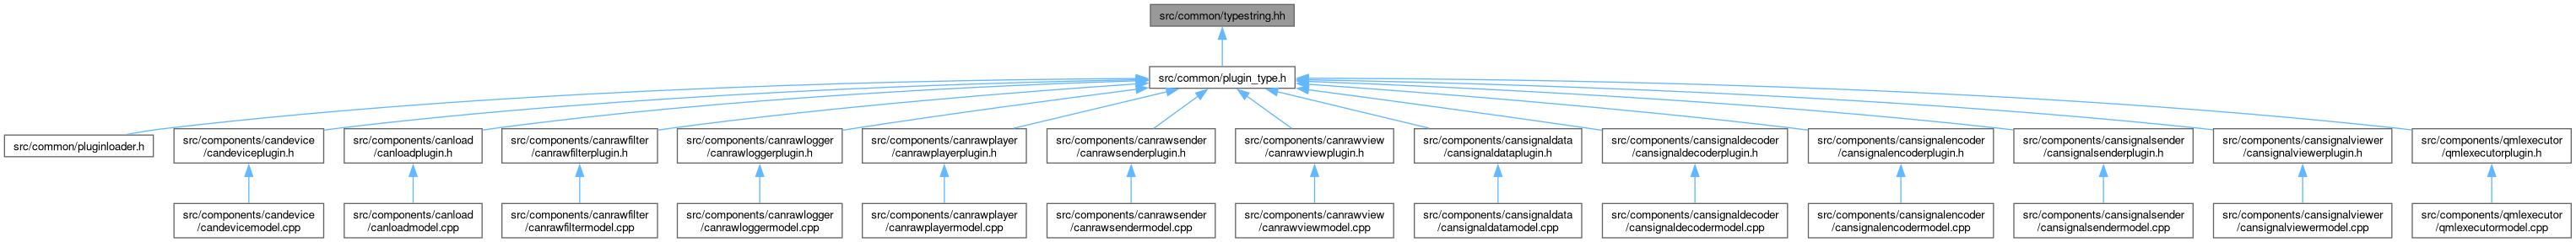 src/common/typestring.hh
src/common/plugin_type.h
src/common/pluginloader.h
src/components/candevice
/candeviceplugin.h
src/components/canload
/canloadplugin.h
src/components/canrawfilter
/canrawfilterplugin.h
src/components/canrawlogger
/canrawloggerplugin.h
src/components/canrawplayer
/canrawplayerplugin.h
src/components/canrawsender
/canrawsenderplugin.h
src/components/canrawview
/canrawviewplugin.h
src/components/cansignaldata
/cansignaldataplugin.h
src/components/cansignaldecoder
/cansignaldecoderplugin.h
src/components/cansignalencoder
/cansignalencoderplugin.h
src/components/cansignalsender
/cansignalsenderplugin.h
src/components/cansignalviewer
/cansignalviewerplugin.h
src/components/qmlexecutor
/qmlexecutorplugin.h
src/components/candevice
/candevicemodel.cpp
src/components/canload
/canloadmodel.cpp
src/components/canrawfilter
/canrawfiltermodel.cpp
src/components/canrawlogger
/canrawloggermodel.cpp
src/components/canrawplayer
/canrawplayermodel.cpp
src/components/canrawsender
/canrawsendermodel.cpp
src/components/canrawview
/canrawviewmodel.cpp
src/components/cansignaldata
/cansignaldatamodel.cpp
src/components/cansignaldecoder
/cansignaldecodermodel.cpp
src/components/cansignalencoder
/cansignalencodermodel.cpp
src/components/cansignalsender
/cansignalsendermodel.cpp
src/components/cansignalviewer
/cansignalviewermodel.cpp
src/components/qmlexecutor
/qmlexecutormodel.cpp